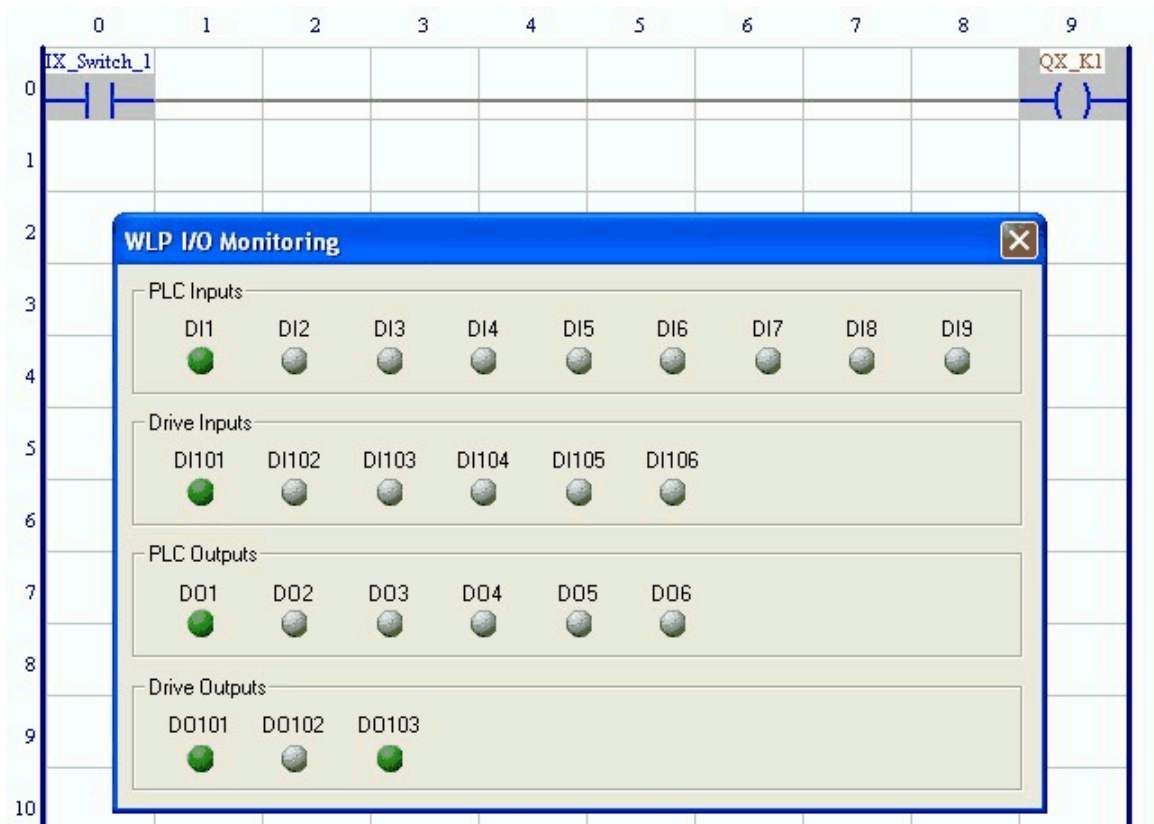 0 1 2 3 4 5 6 7 8 9
IX_Switch_1 QX_K1
0
1
2
3
4
5
6
7
8
9
10
WLP I/O Monitoring
PLC Inputs
DI1 DI2 DI3 DI4 DI5 DI6 DI7 DI8 DI9
Drive Inputs
DI101 DI102 DI103 DI104 DI105 DI106
PLC Outputs
DO1 DO2 DO3 DO4 DO5 DO6
Drive Outputs
DO101 DO102 DO103